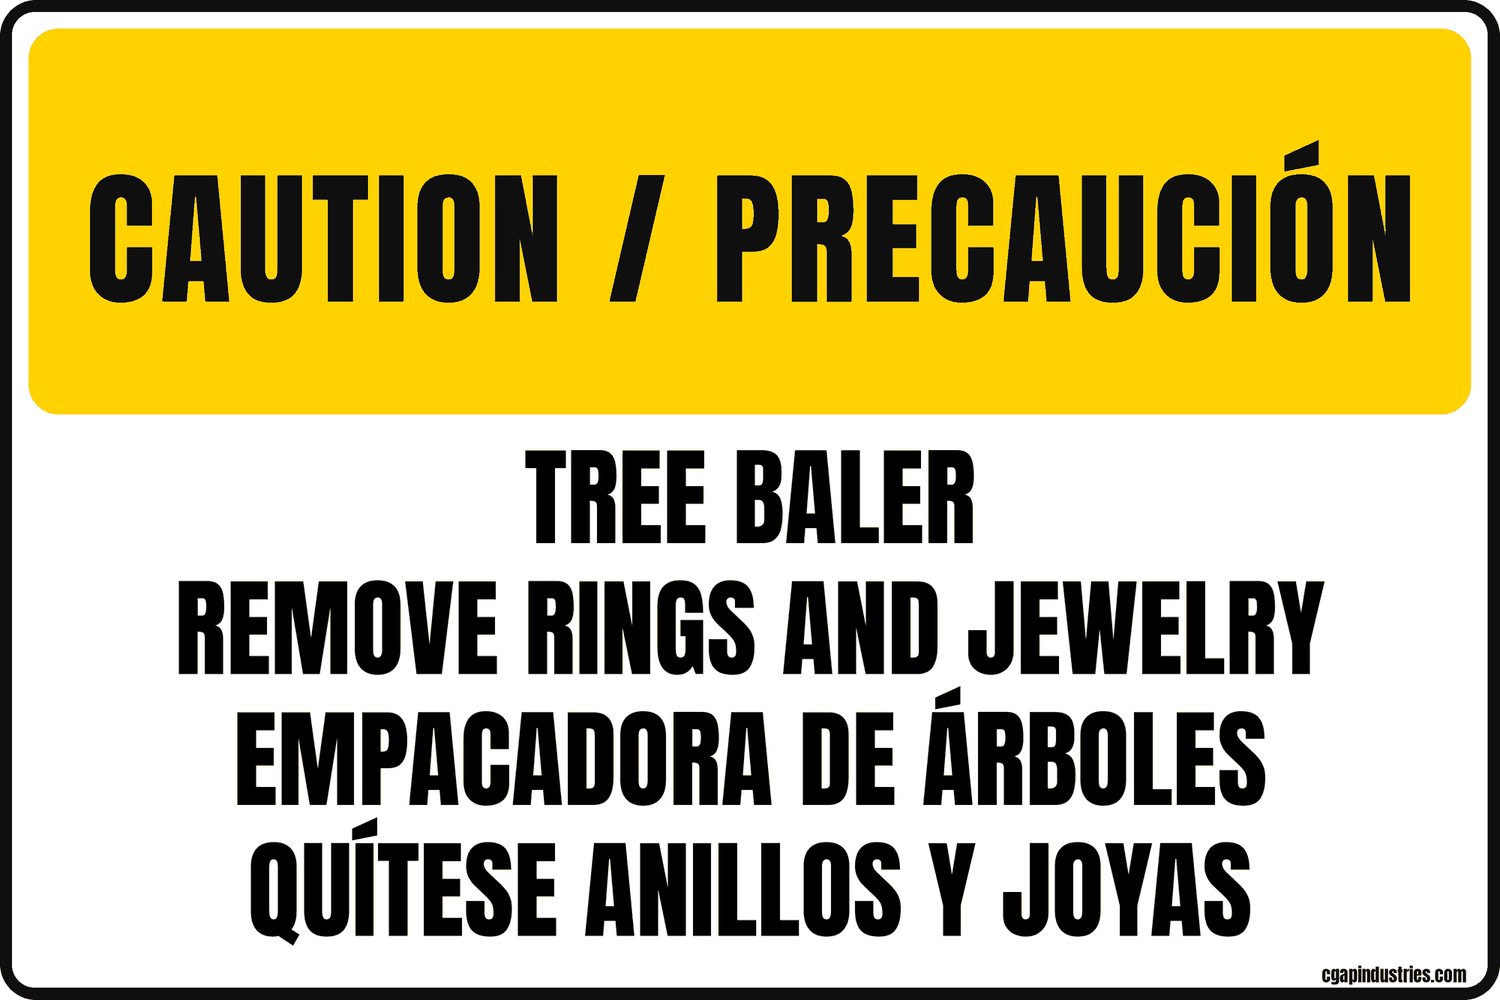 CAUTION / PRECAUCIÓN
TREE BALER
REMOVE RINGS AND JEWELRY
EMPACADORA DE ÁRBOLES
QUÍTESE ANILLOS Y JOYAS
cgapindustries.com